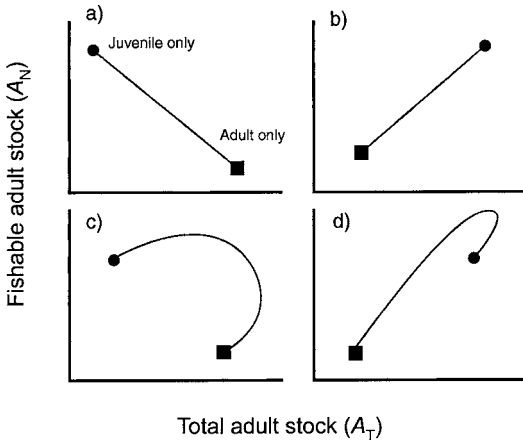 a)
Juvenile only
Adult only
b)
c)
d)
Fishable adult stock (A_N)
Total adult stock (A_T)